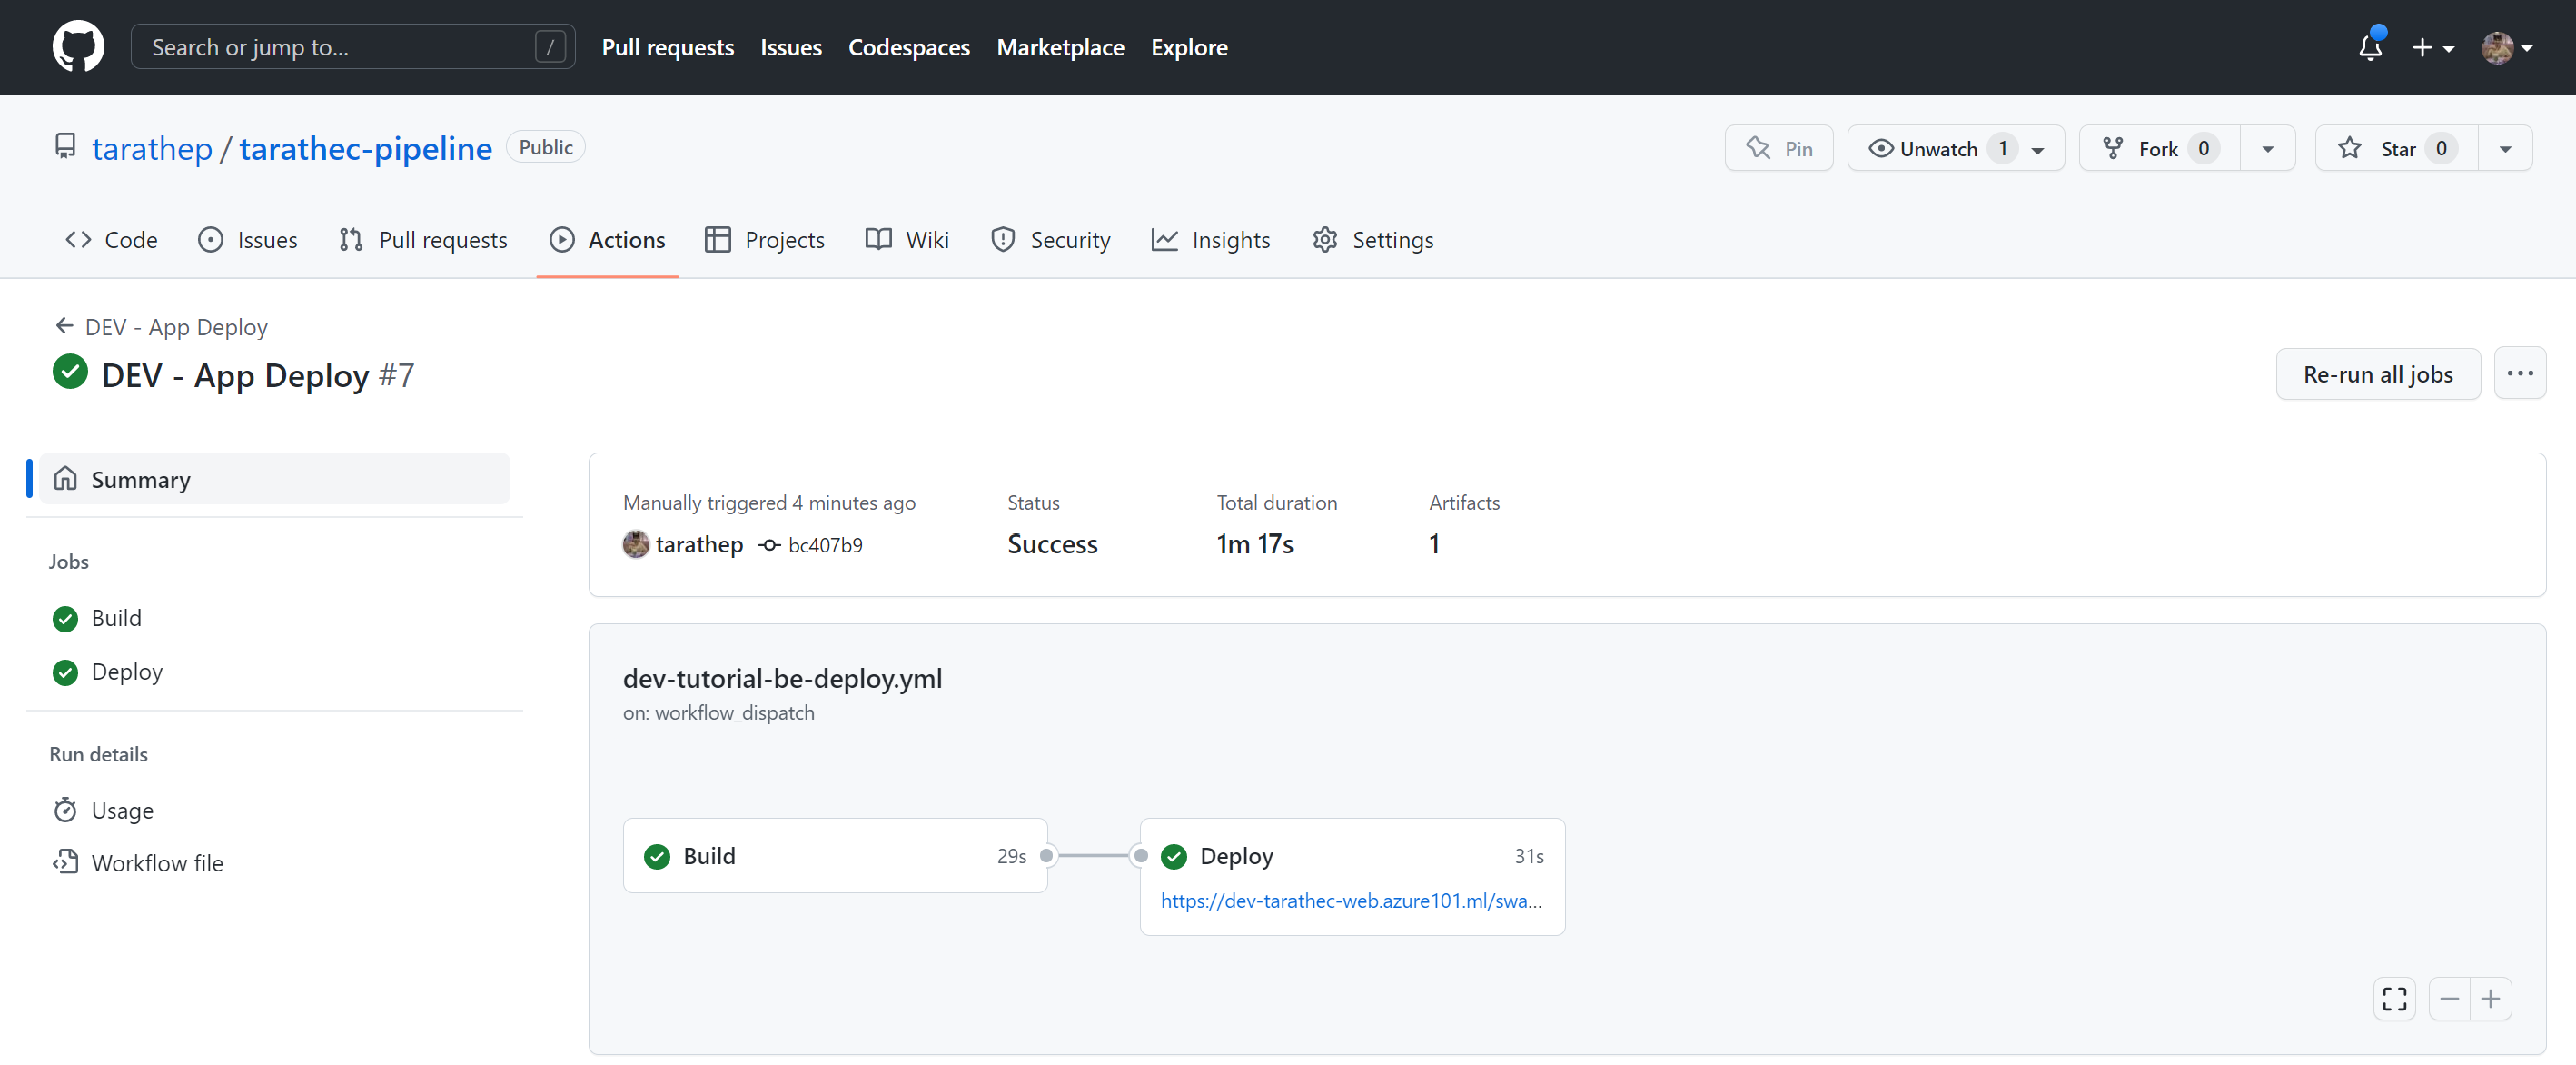 Search or jump to... / Pull requests Issues Codespaces Marketplace Explore
tarathep / tarathec-pipeline Public Pin Unwatch 1 Fork 0 Star 0
Code Issues Pull requests Actions Projects Wiki Security Insights Settings
DEV - App Deploy
DEV - App Deploy #7 Re-run all jobs
Summary
Jobs
Build
Deploy
Run details
Usage
Workflow file
Manually triggered 4 minutes ago Status Total duration Artifacts
tarathep bc407b9 Success 1m 17s 1
dev-tutorial-be-deploy.yml
on: workflow_dispatch
Build 29s Deploy 31s
https://dev-tarathec-web.azure101.ml/swa...